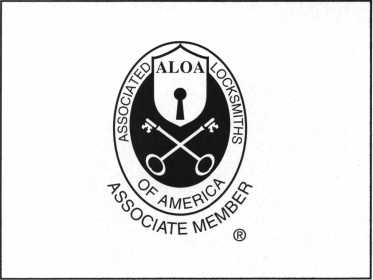 ALOA
ASSOCIATED LOCKSMITHS
OF AMERICA
ASSOCIATE MEMBER
®